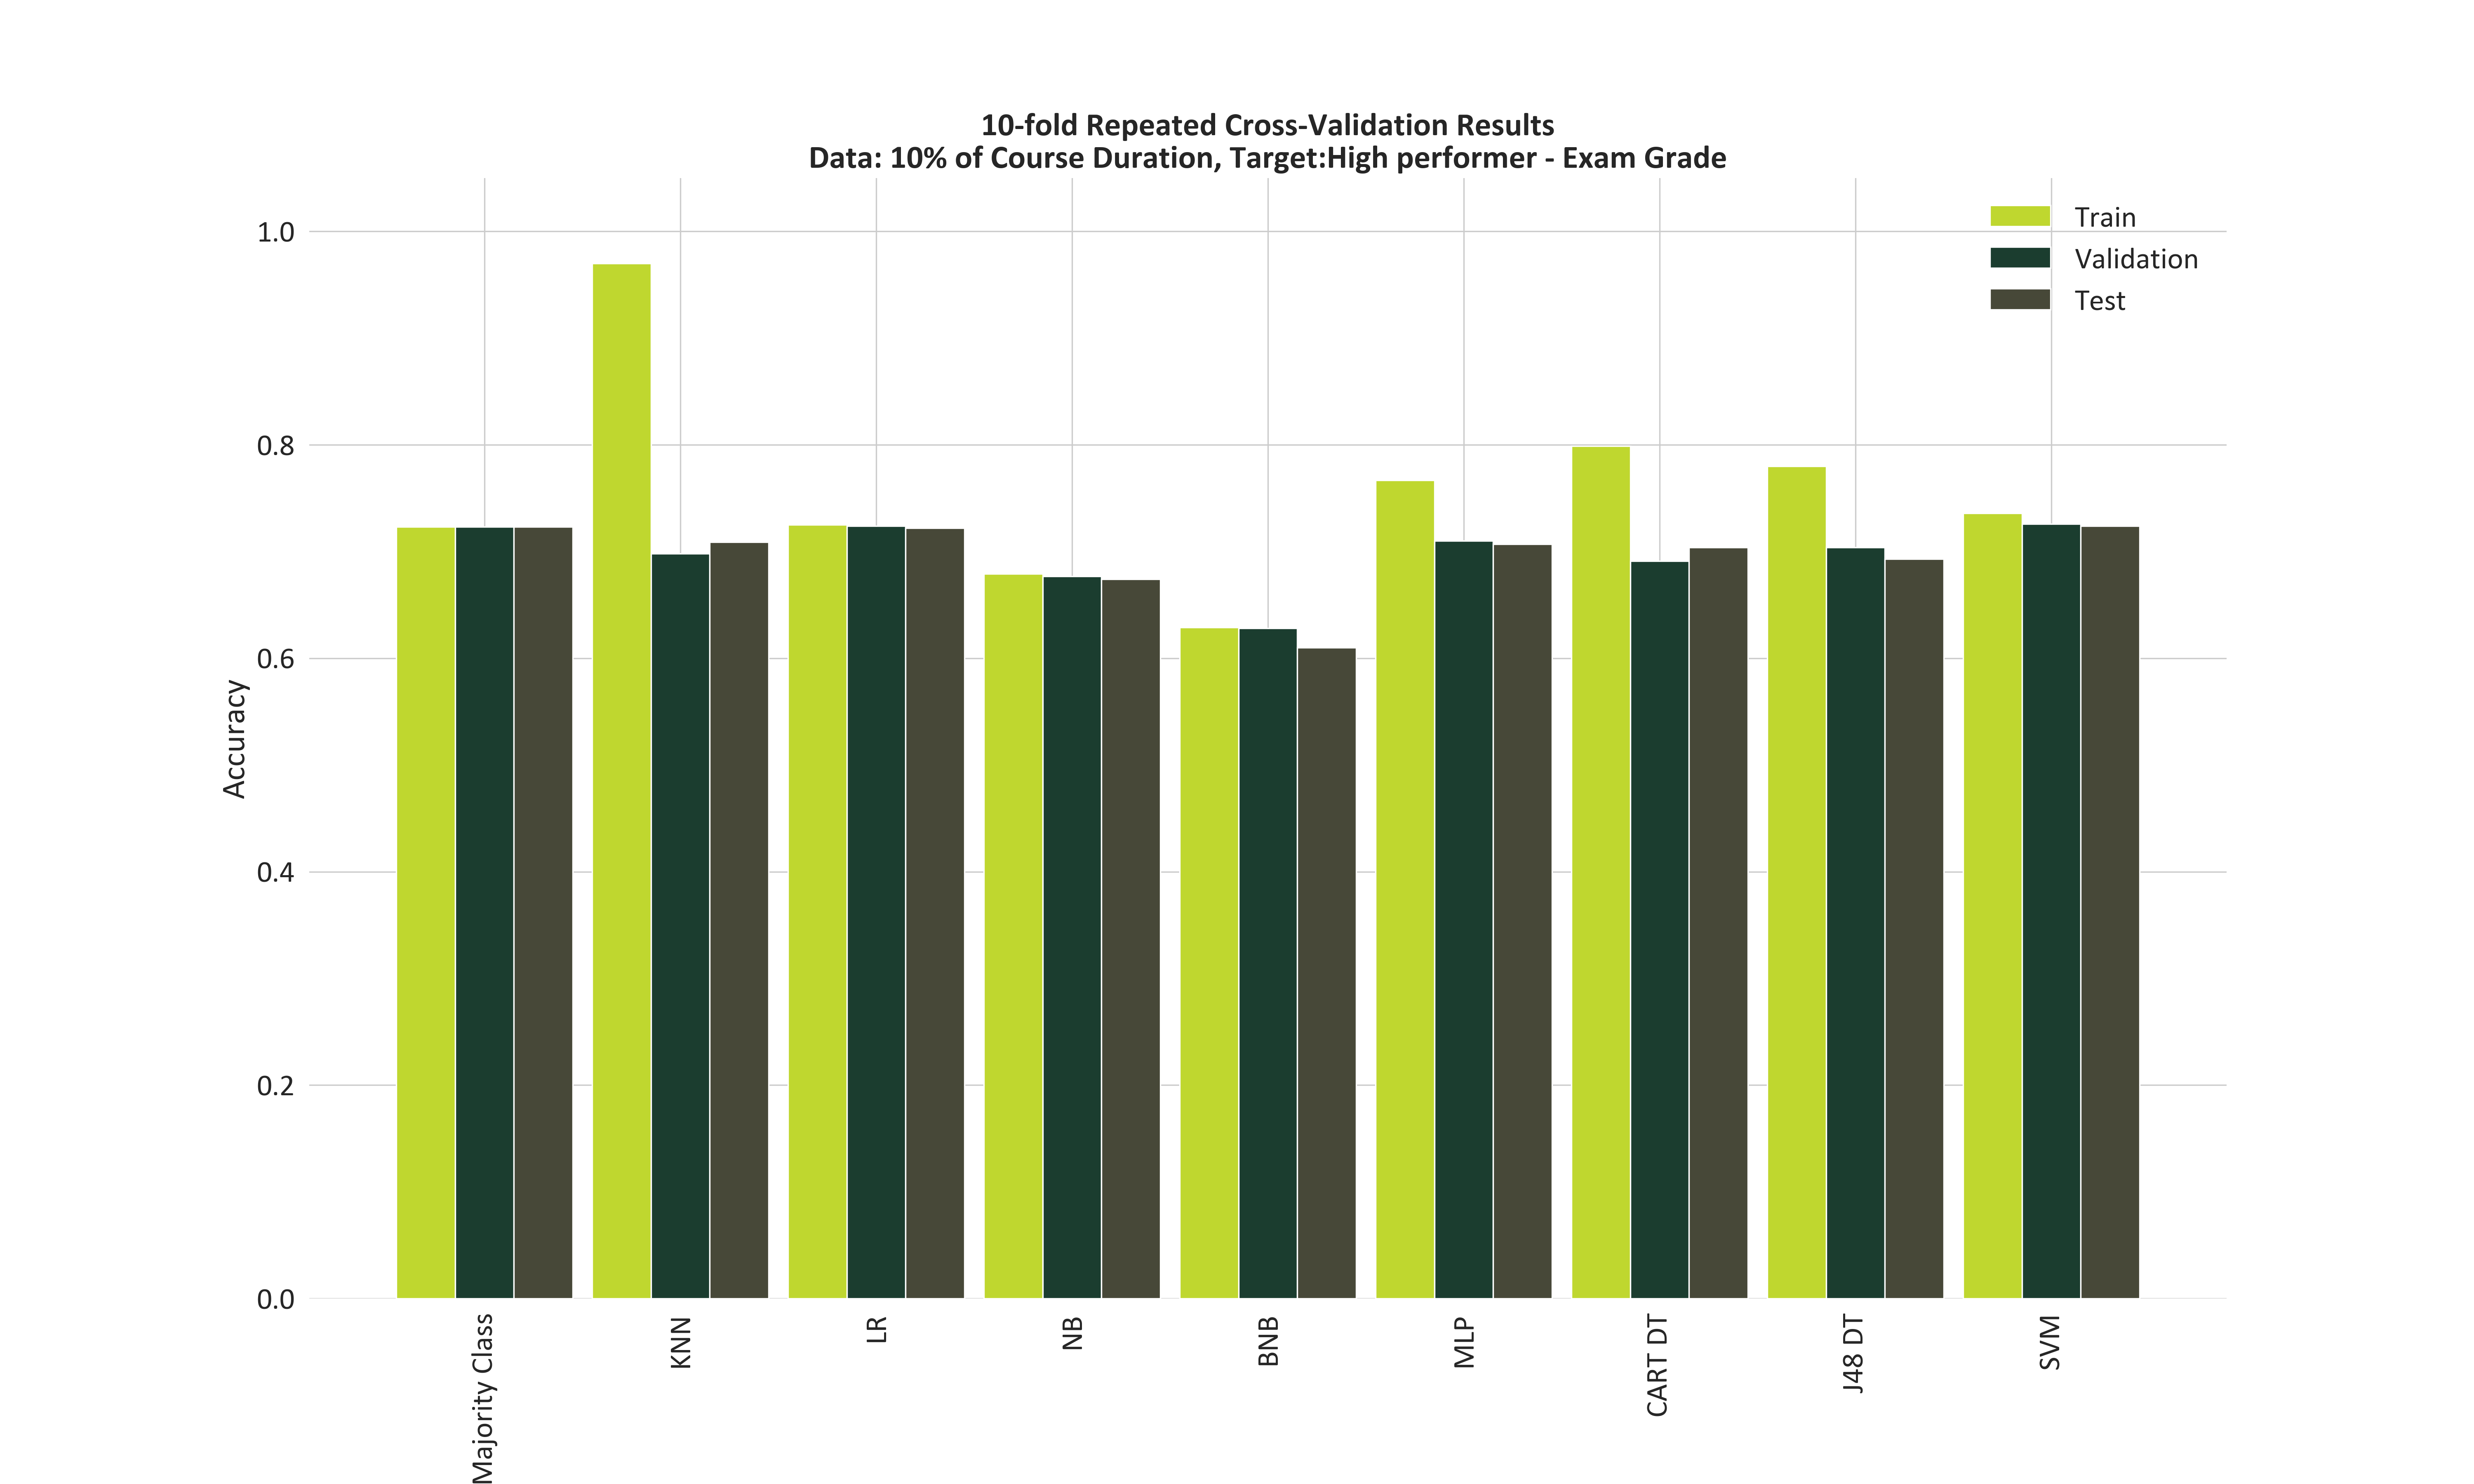 10-fold Repeated Cross-Validation Results
Data: 10% of Course Duration, Target:High performer - Exam Grade
Train
Validation
Test
1.0
0.8
0.6
0.4
0.2
0.0
Accuracy
Majority Class
KNN
LR
NB
BNB
MLP
CART DT
J48 DT
SVM